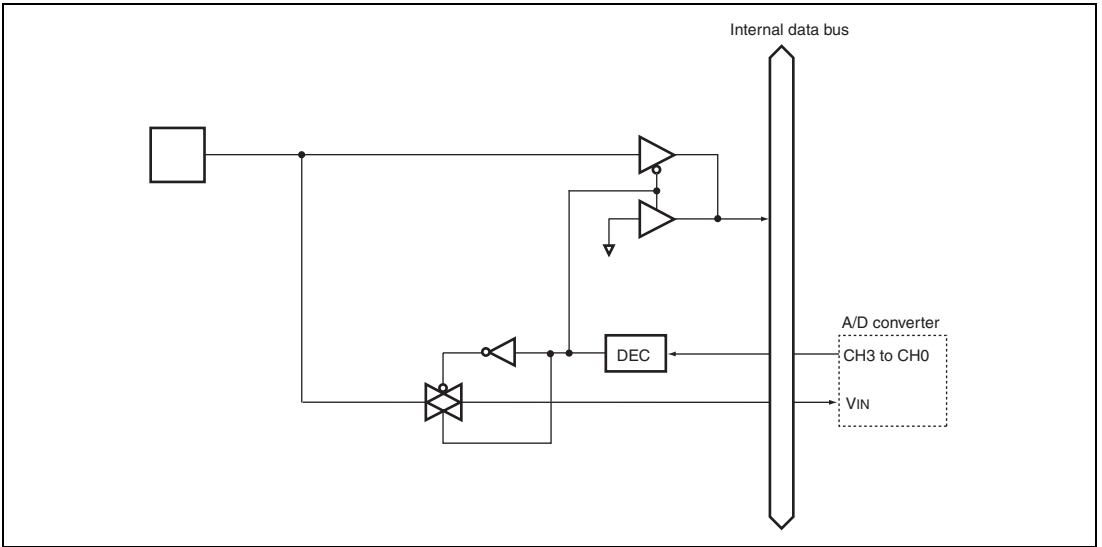 Internal data bus
A/D converter
DEC
CH3 to CH0
VIN